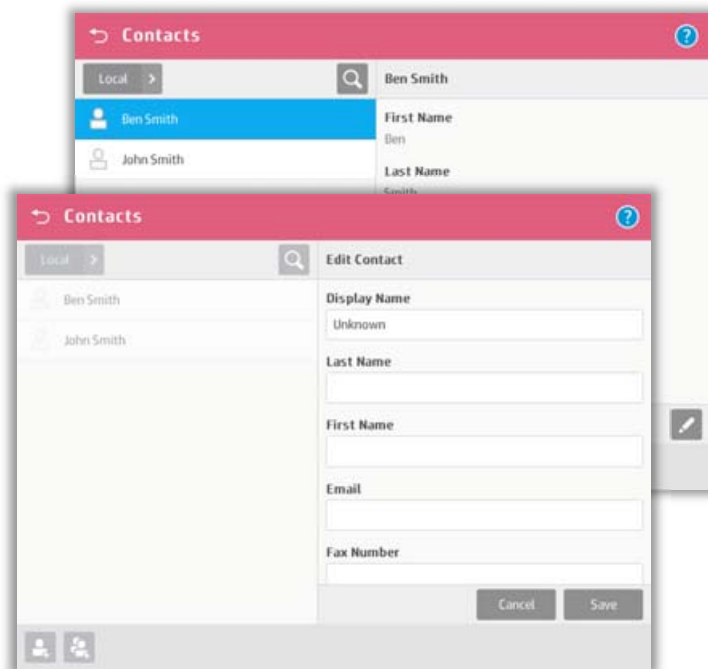 Contacts
?
Local >
Ben Smith
Ben Smith
John Smith
First Name
Ben
Last Name
Smith
Contacts
?
Local >
Ben Smith
John Smith
Edit Contact
Display Name
Unknown
Last Name
First Name
Email
Fax Number
Cancel
Save